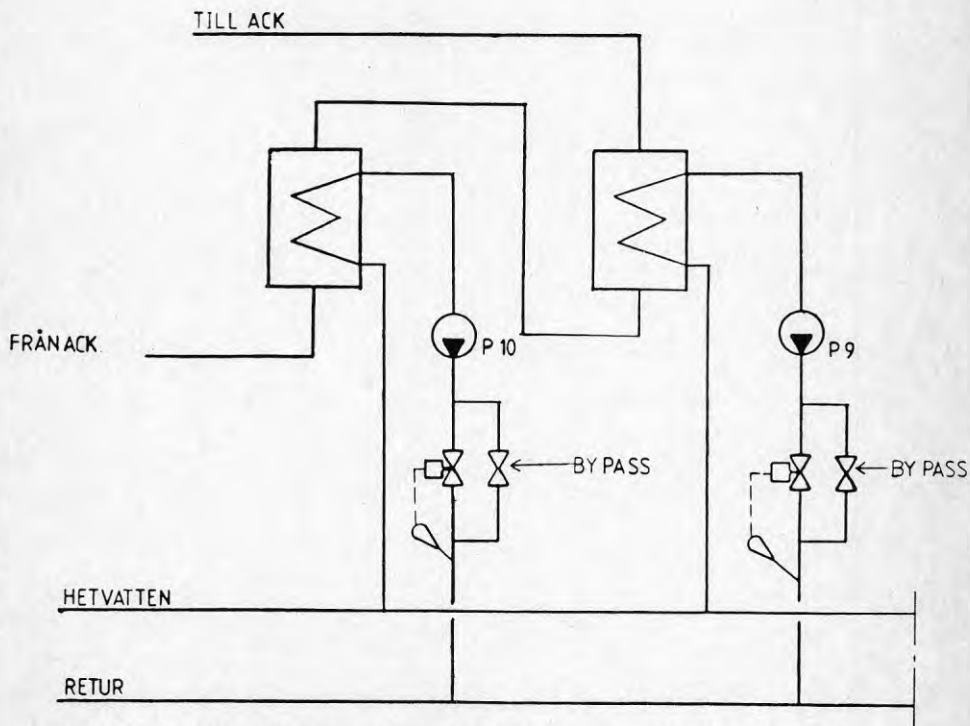 TILL ACK
FRÅN ACK
P 10
P 9
BY PASS
BY PASS
HETVATTEN
RETUR